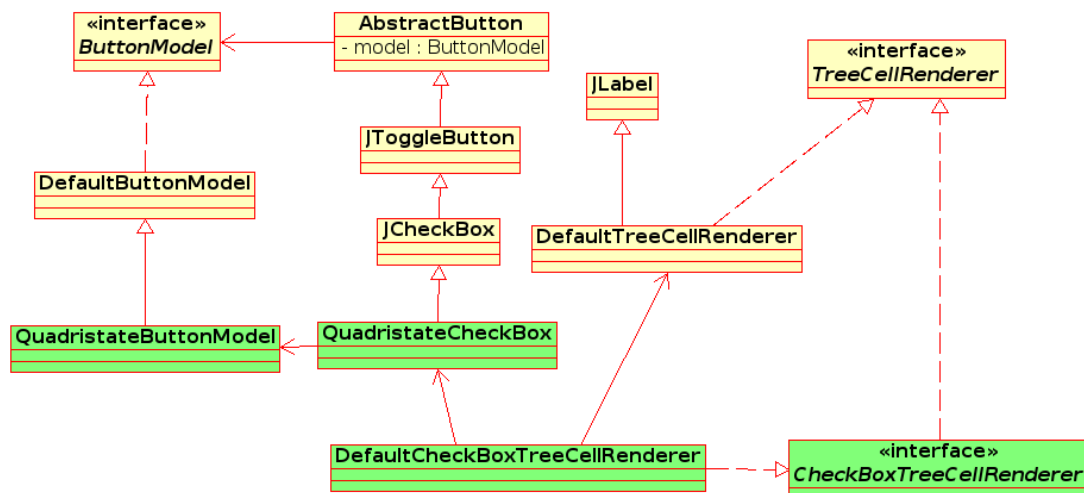 «interface»
ButtonModel
AbstractButton
- model : ButtonModel
«interface»
TreeCellRenderer
JLabel
JToggleButton
DefaultButtonModel
JCheckBox
DefaultTreeCellRenderer
QuadristateButtonModel
QuadristateCheckBox
DefaultCheckBoxTreeCellRenderer
«interface»
CheckBoxTreeCellRenderer